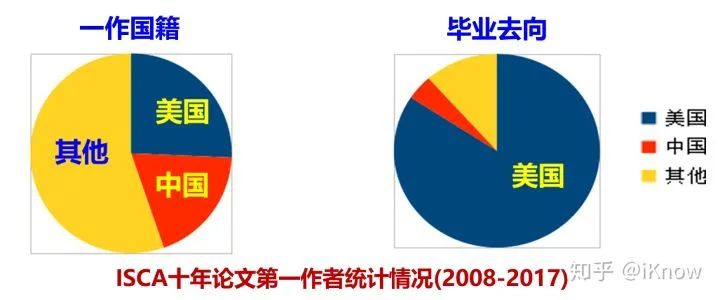 一作国籍
毕业去向
美国
其他
中国
美国
美国
中国
其他
ISCA十年论文第一作者统计情况(2008-2017)
知乎 @iKnow